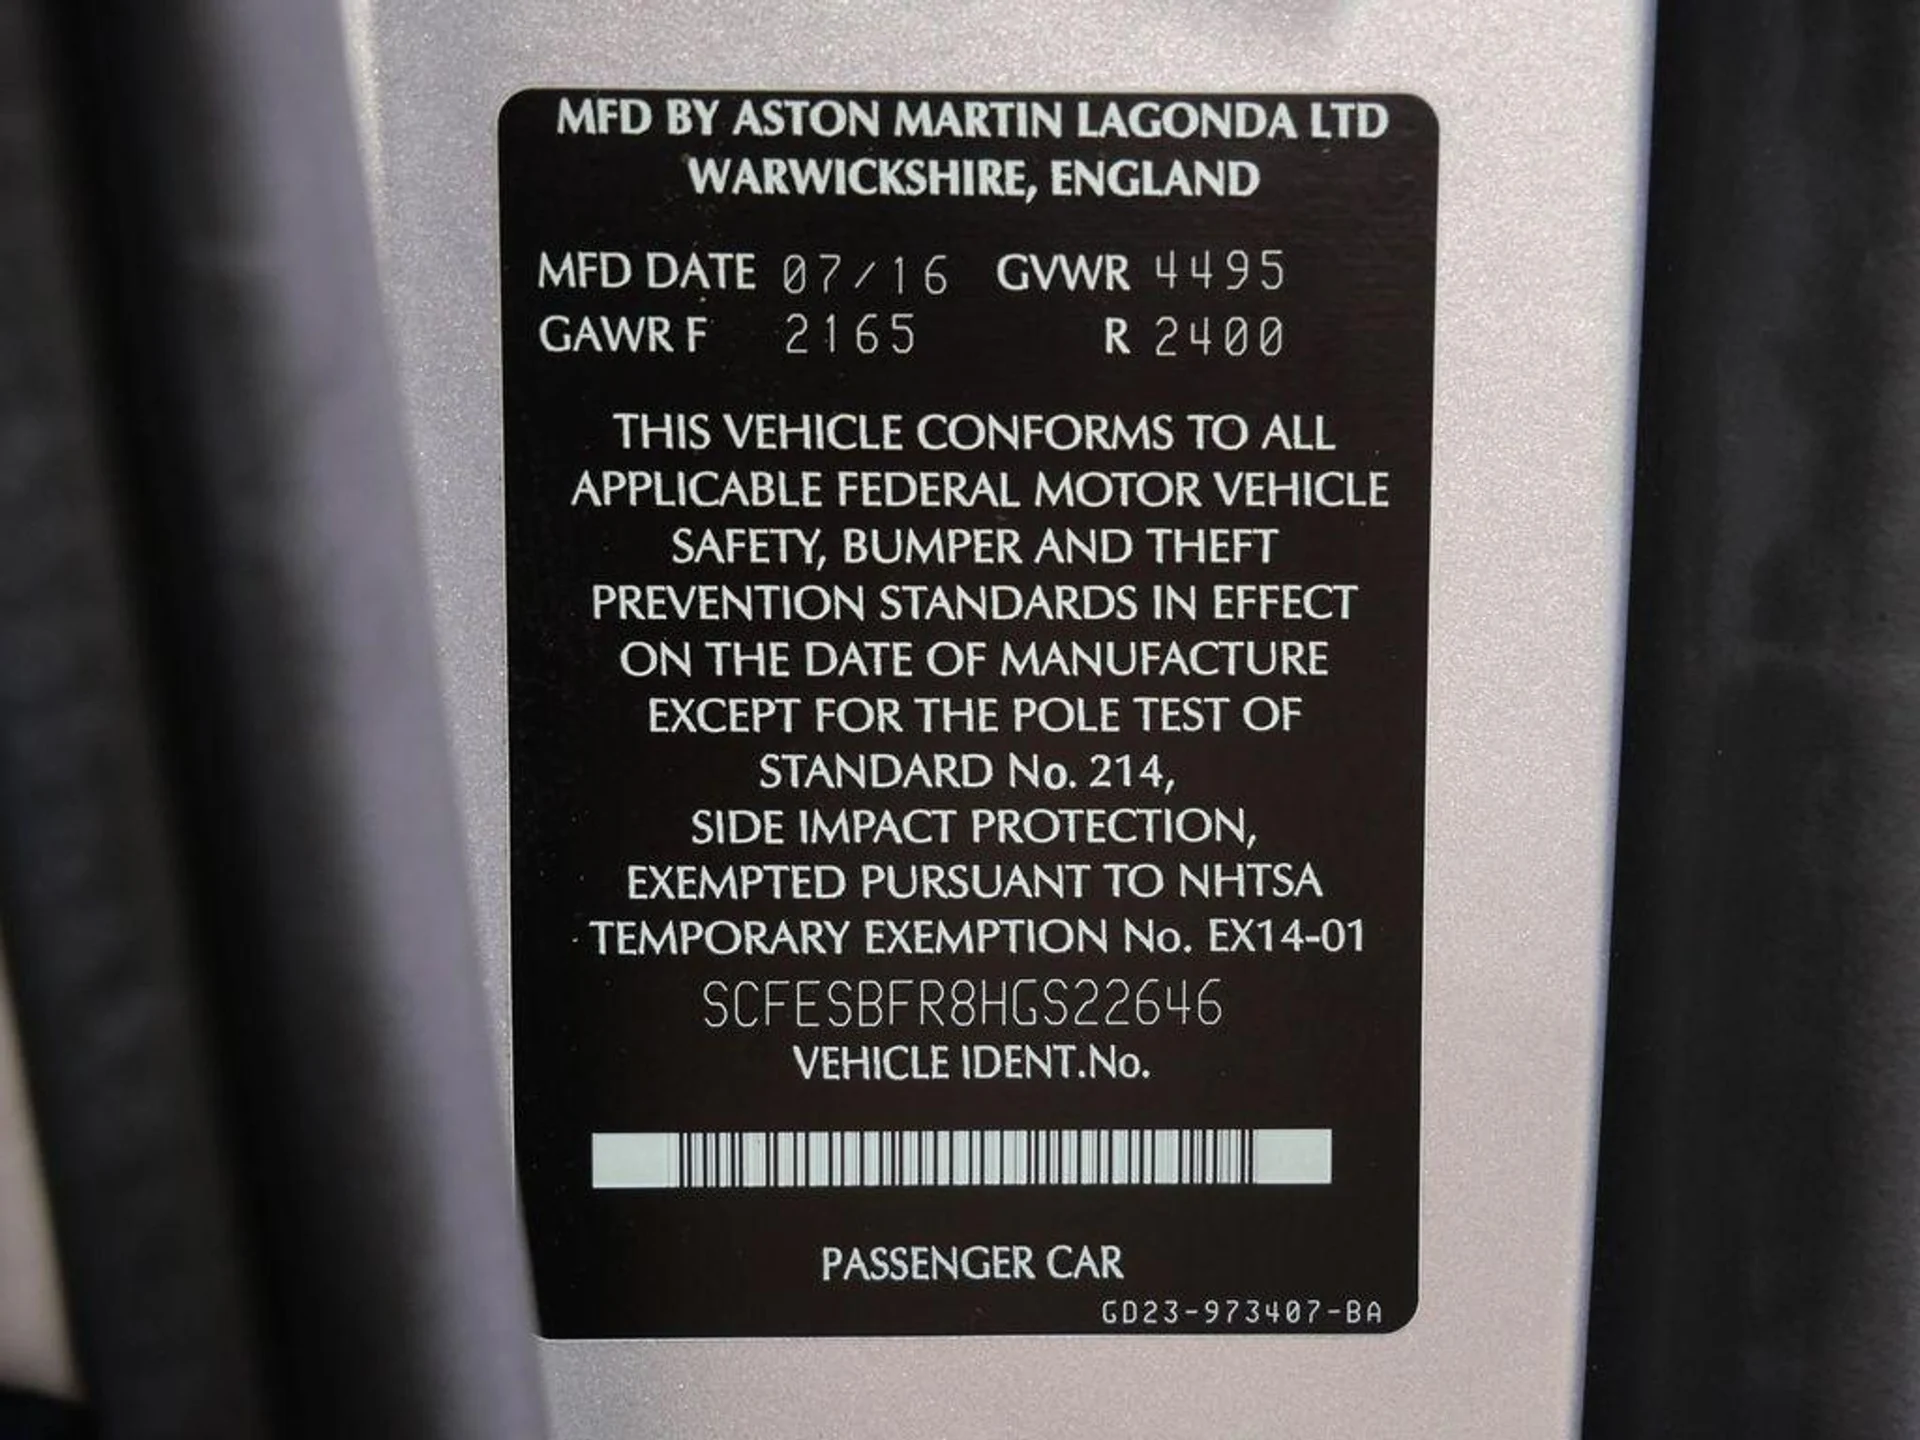 MFD BY ASTON MARTIN LAGONDA LTD
WARWICKSHIRE, ENGLAND
MFD DATE 07/16 GVWR 4495
GAWR F 2165 R 2400
THIS VEHICLE CONFORMS TO ALL
APPLICABLE FEDERAL MOTOR VEHICLE
SAFETY, BUMPER AND THEFT
PREVENTION STANDARDS IN EFFECT
ON THE DATE OF MANUFACTURE
EXCEPT FOR THE POLE TEST OF
STANDARD No. 214,
SIDE IMPACT PROTECTION,
EXEMPTED PURSUANT TO NHTSA
TEMPORARY EXEMPTION No. EX14-01
SCFESBFR8HGS22646
VEHICLE IDENT.No.
PASSENGER CAR
GD23-973407-BA